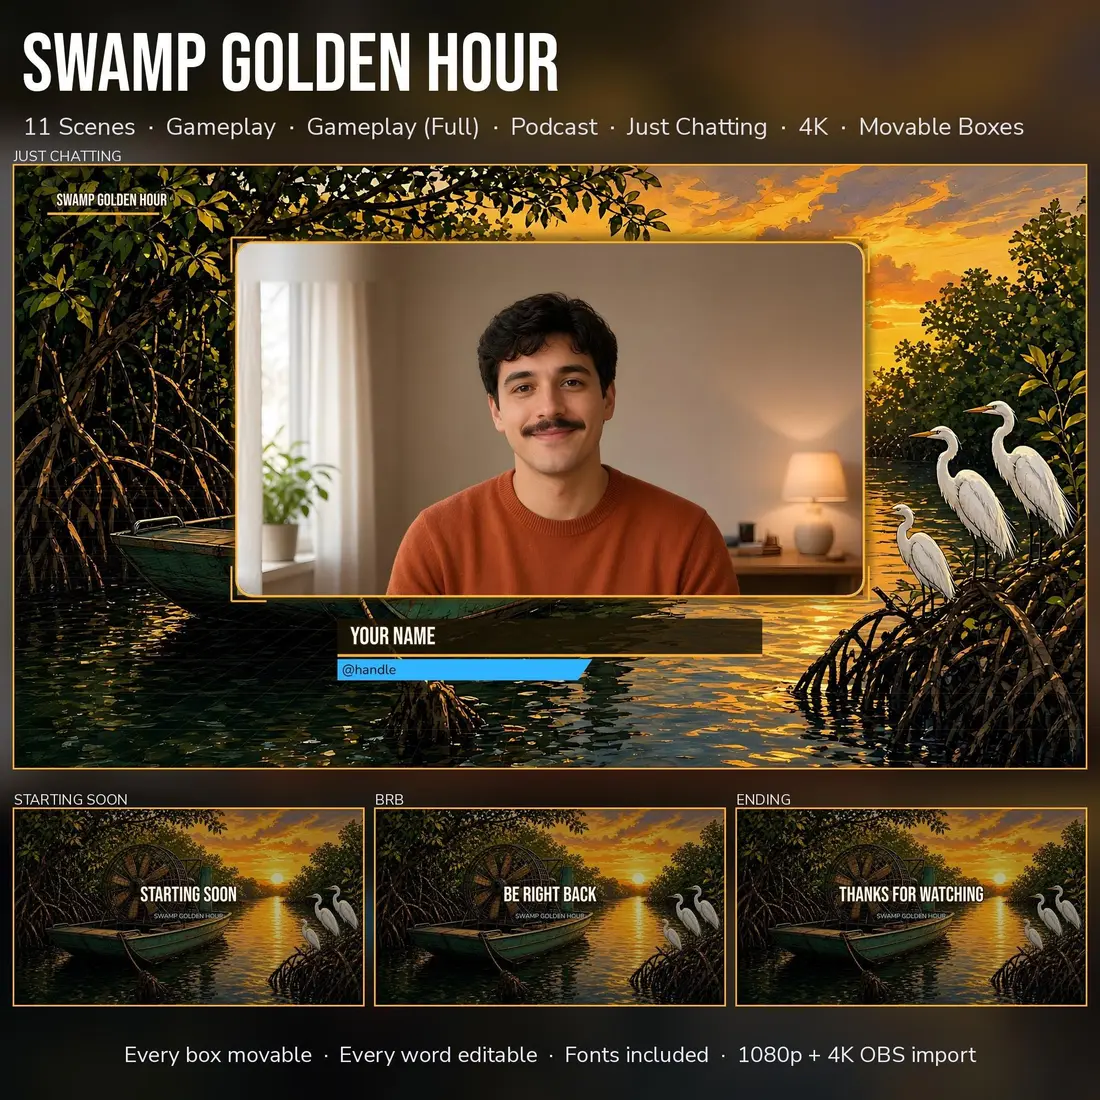 SWAMP GOLDEN HOUR
11 Scenes · Gameplay · Gameplay (Full) · Podcast · Just Chatting · 4K · Movable Boxes
JUST CHATTING
SWAMP GOLDEN HOUR
YOUR NAME
@handle
STARTING SOON
STARTING SOON
SWAMP GOLDEN HOUR
BRB
BE RIGHT BACK
SWAMP GOLDEN HOUR
ENDING
THANKS FOR WATCHING
SWAMP GOLDEN HOUR
Every box movable · Every word editable · Fonts included · 1080p + 4K OBS import